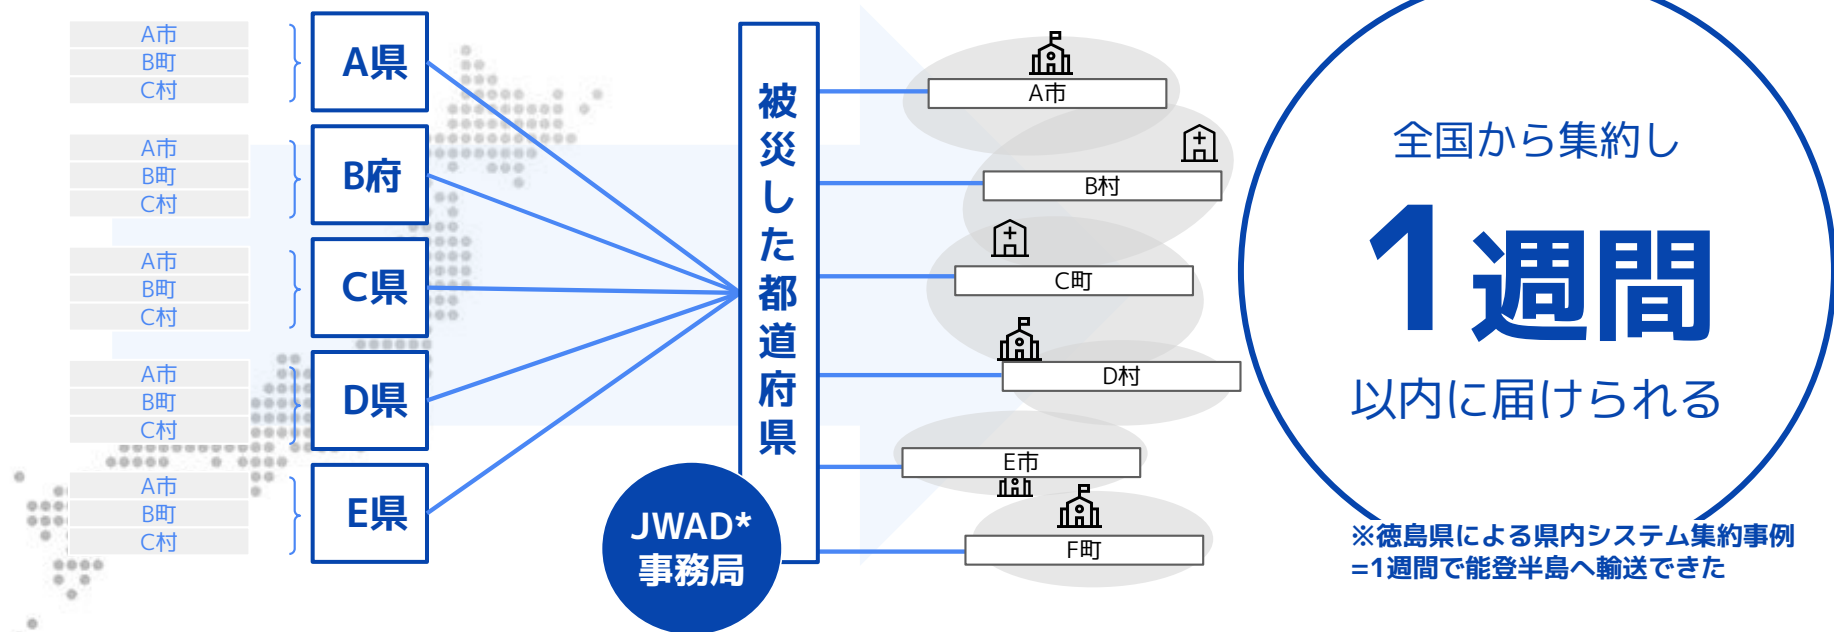 A市
B町
C村
A県
A市
B町
C村
B府
A市
B町
C村
C県
A市
B町
C村
D県
A市
B町
C村
E県
被災した都道府県
JWAD*
事務局
A市
B村
C町
D村
E市
F町
全国から集約し
1週間
以内に届けられる
※徳島県による県内システム集約事例
=1週間で能登半島へ輸送できた